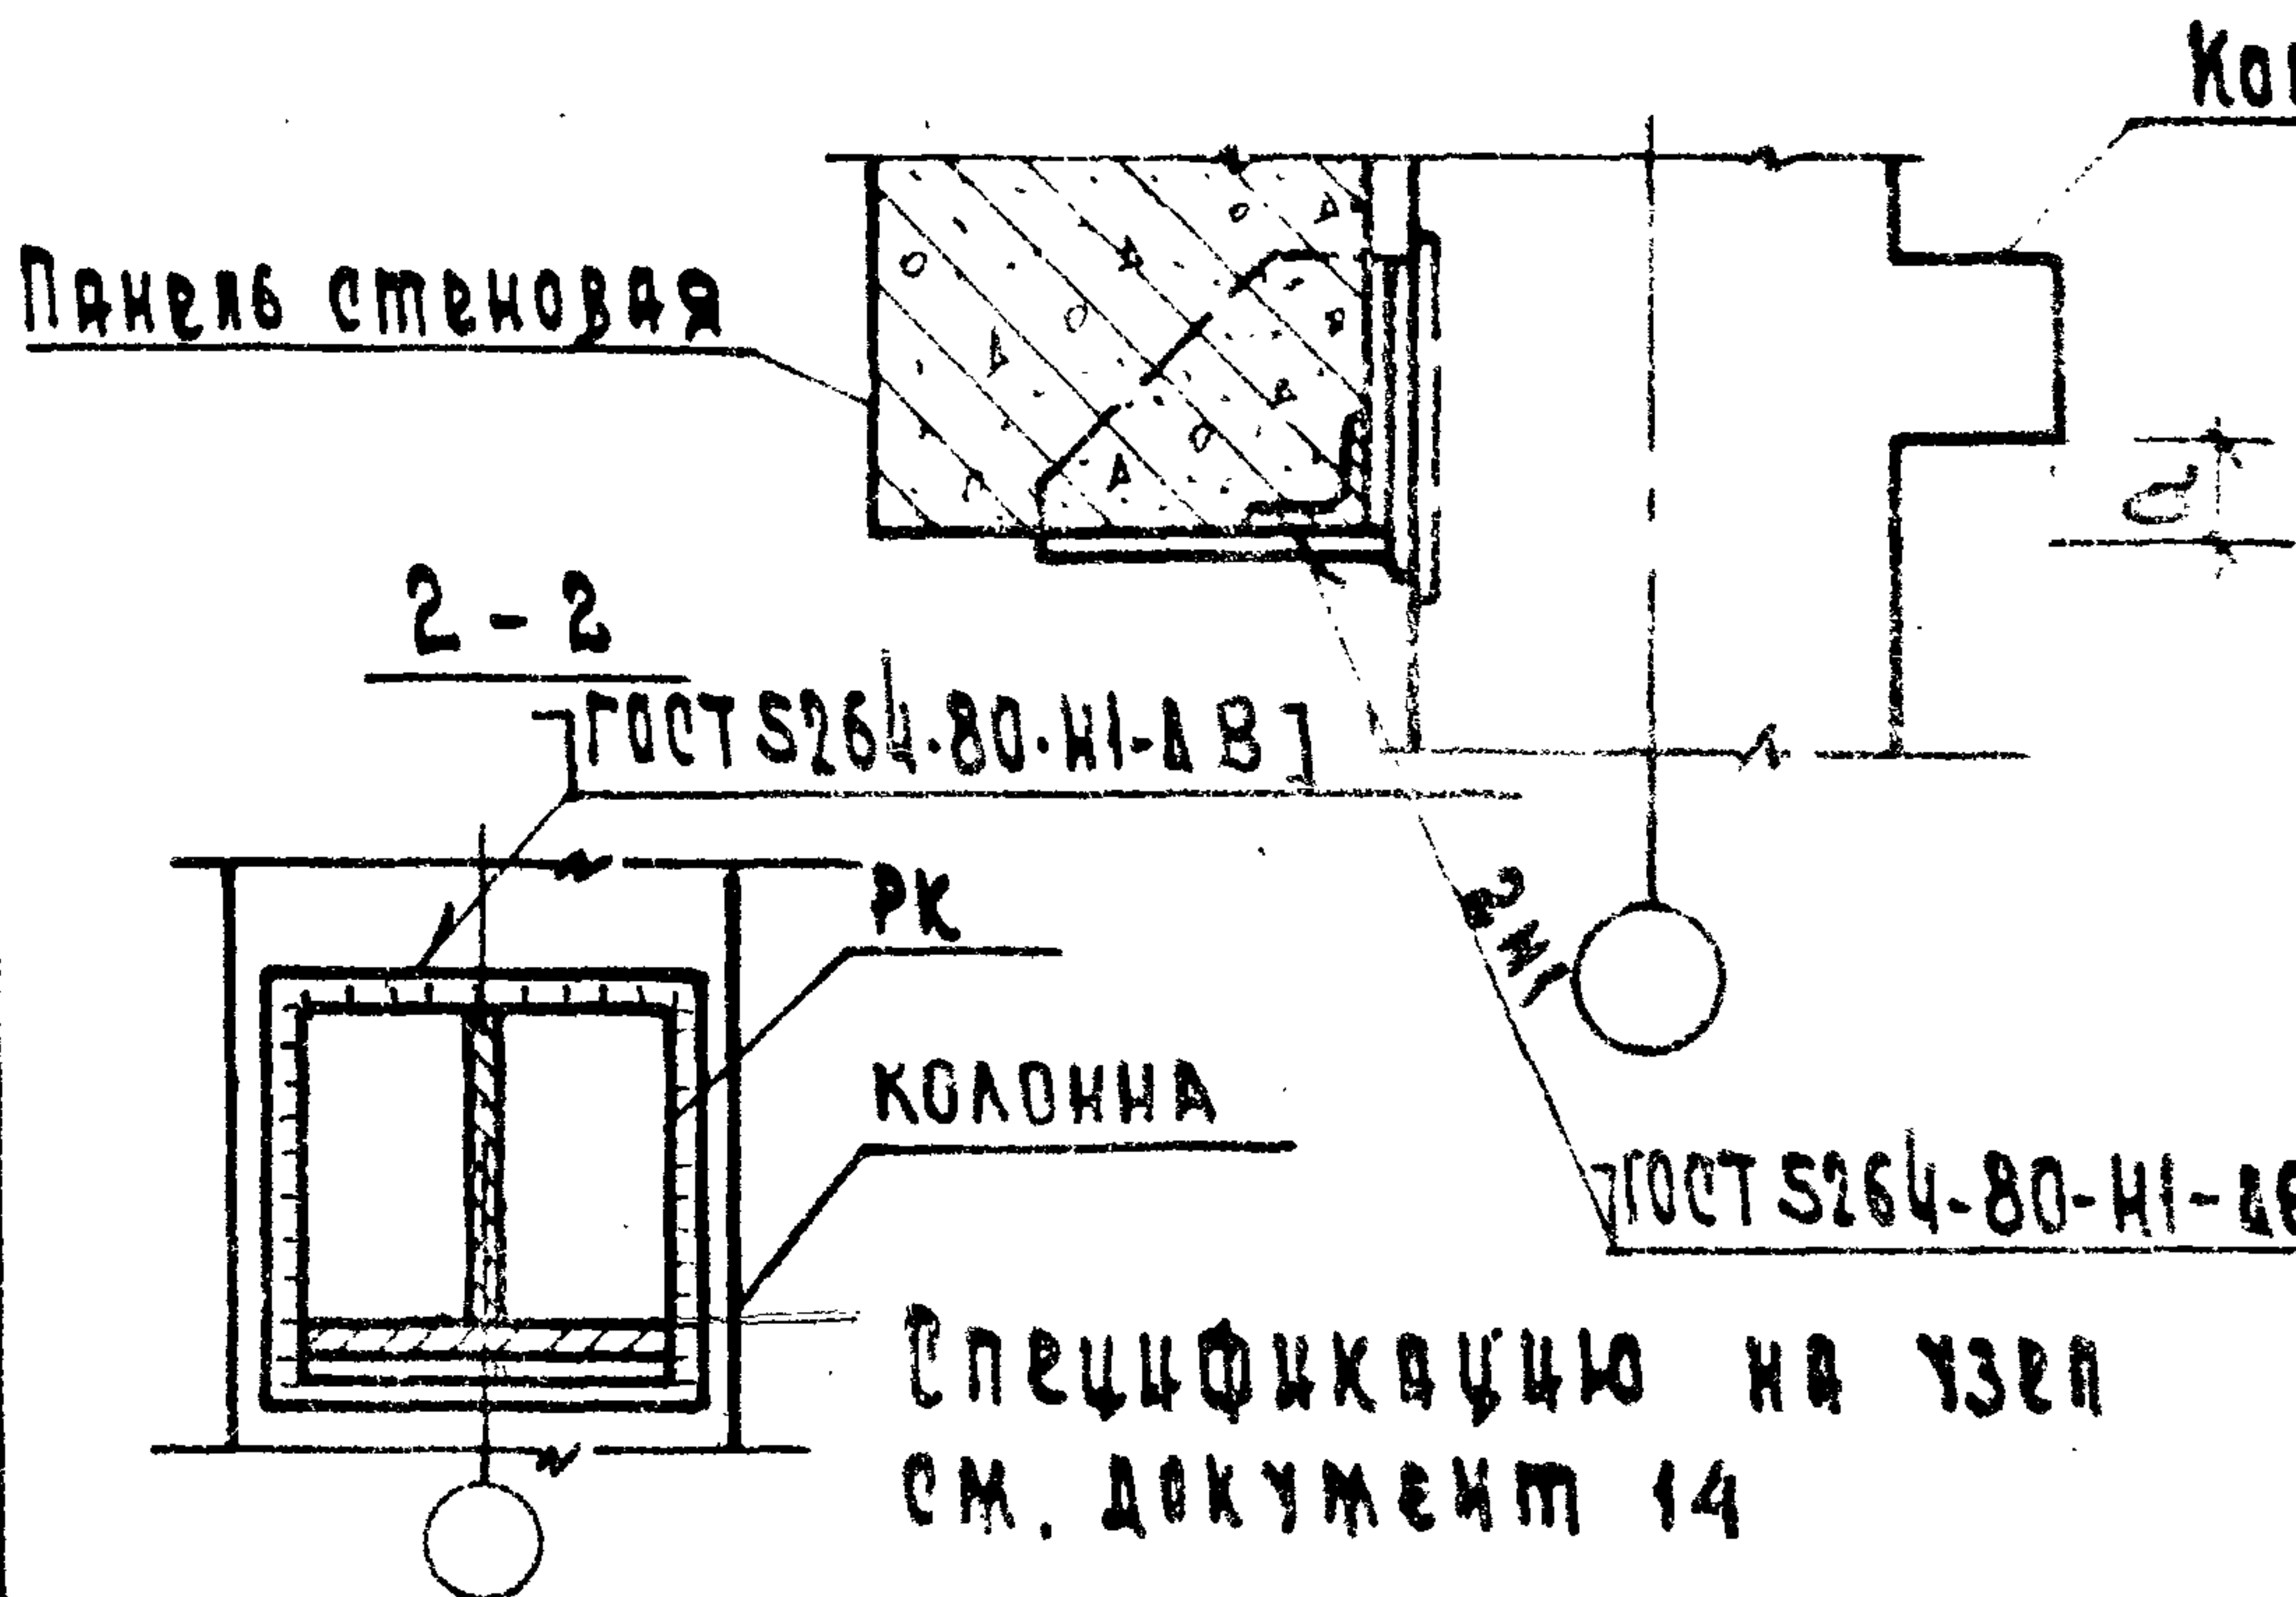 Панель стеновая
2 - 2
ГОСТ 5264-80-Н1-Δ В
РК
КОЛОННА
ГОСТ 5264-80-Н1-
Спецификацию на узел
см. документ 14